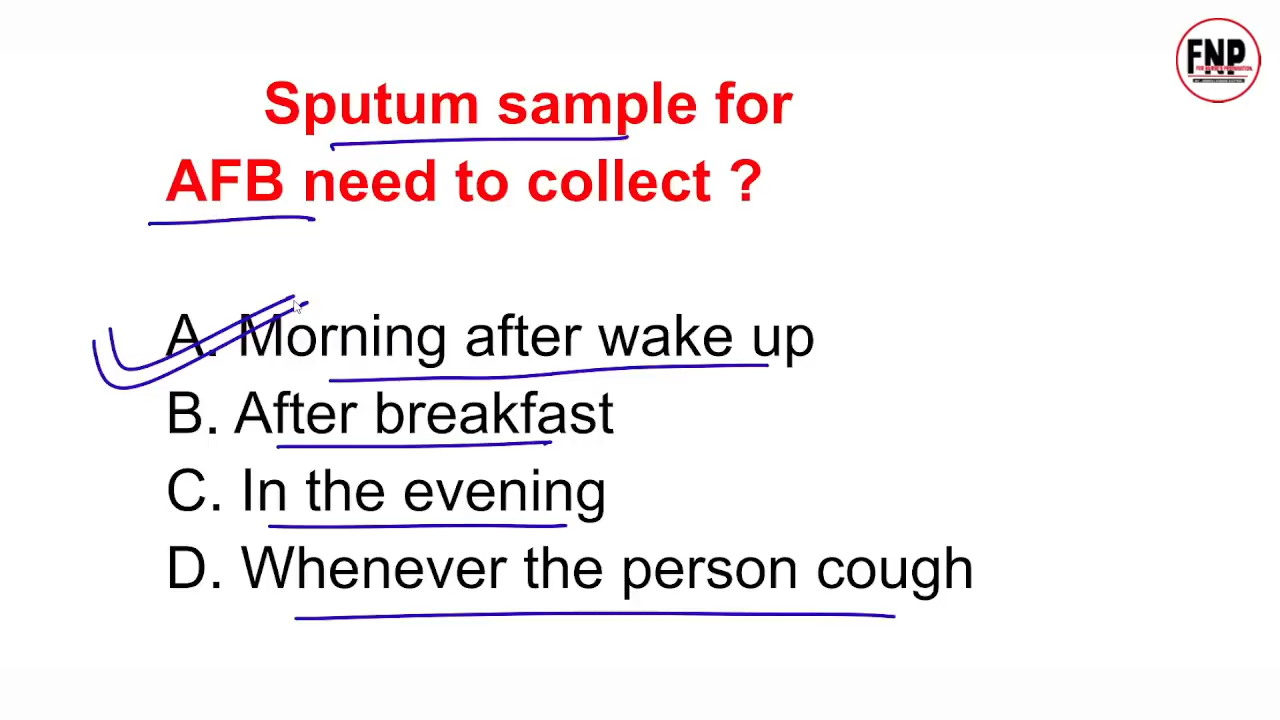 FNP
Sputum sample for
AFB need to collect ?
A. Morning after wake up
B. After breakfast
C. In the evening
D. Whenever the person cough